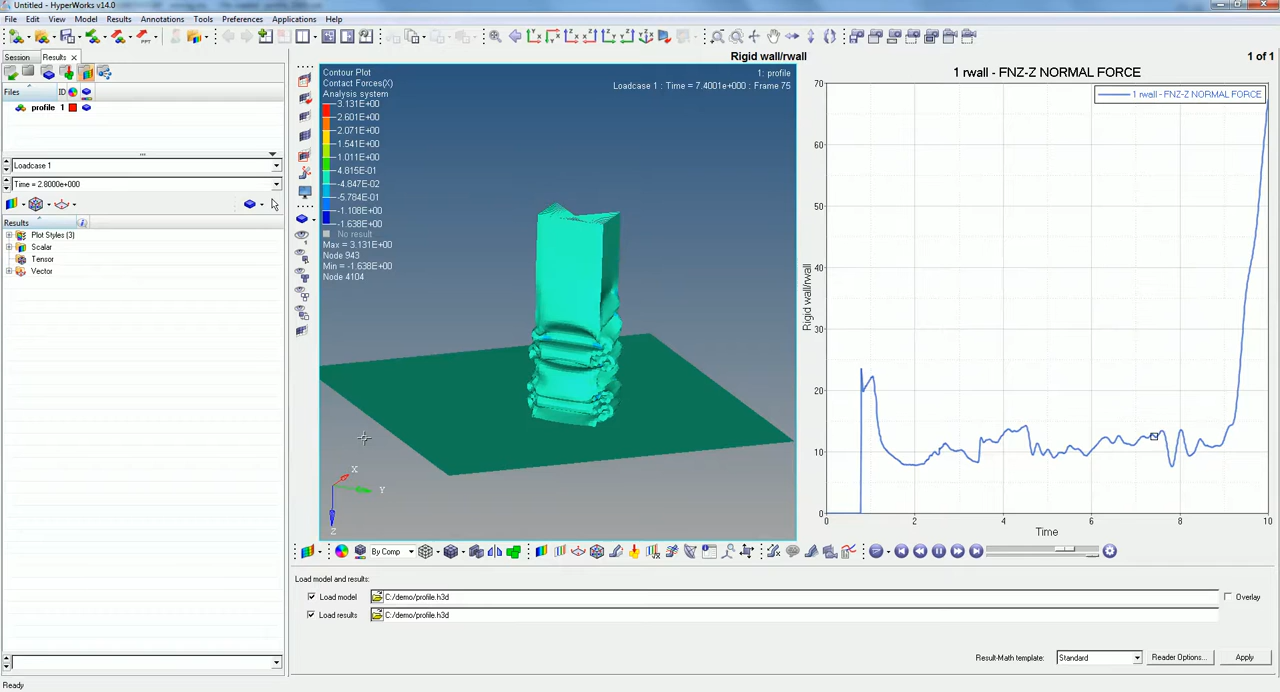 Untitled - HyperWorks v14.0
File Edit View Model Results Annotations Tools Preferences Applications Help
Session Results
Files ID
profile 1
Loadcase 1
Time = 2.8000e+000
Results
Plot Styles (3)
Scalar
Tensor
Vector
Rigid wall/rwall
1 of 1
Contour Plot
Contact Forces(X)
Analysis system
3.131E+00
2.601E+00
2.071E+00
1.541E+00
1.011E+00
4.815E-01
-4.847E-02
-5.784E-01
-1.108E+00
-1.638E+00
No result
Max = 3.131E+00
Node 943
Min = -1.638E+00
Node 4104
1: profile
Loadcase 1 : Time = 7.4001e+000 : Frame 75
X
Y
Z
1 rwall - FNZ-Z NORMAL FORCE
1 rwall - FNZ-Z NORMAL FORCE
Rigid wall/rwall
70
60
50
40
30
20
10
0
0 2 4 6 8 10
Time
By Comp
Load model and results:
Load model C:/demo/profile.h3d Overlay
Load results C:/demo/profile.h3d
Result-Math template: Standard Reader Options... Apply
Ready